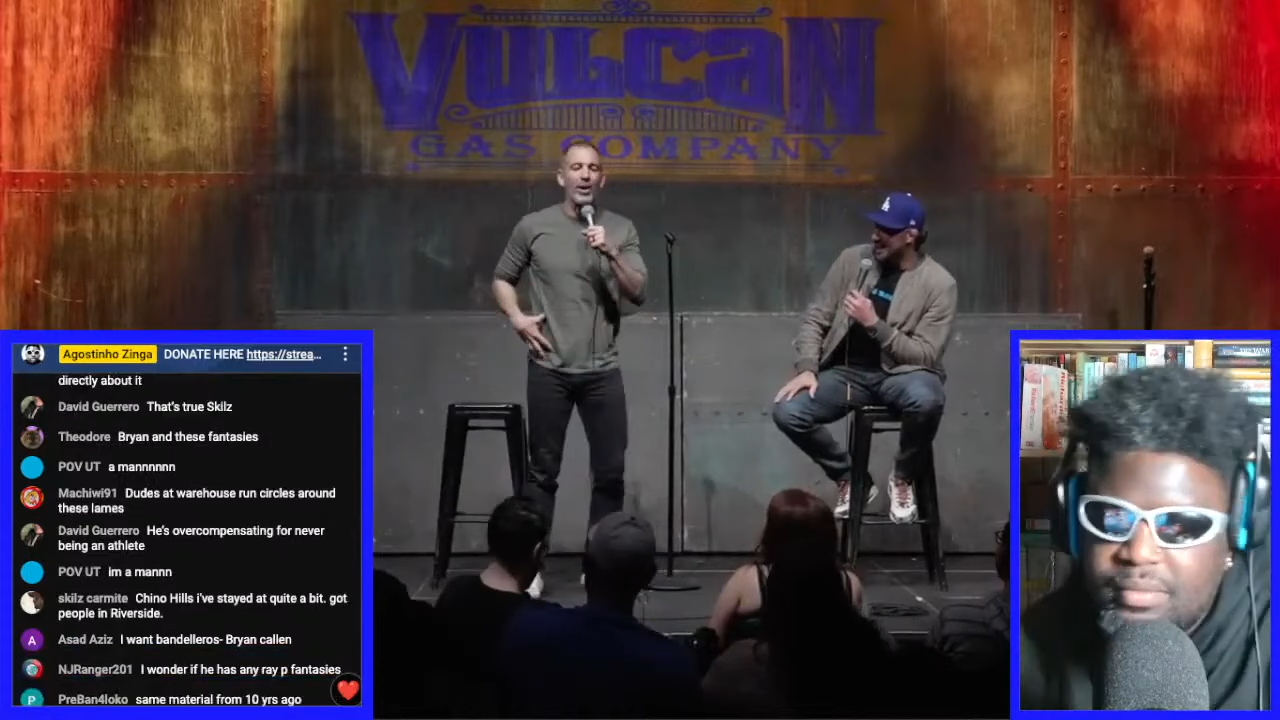 VULCAN
GAS COMPANY
Agostinho Zinga DONATE HERE https://strea...
directly about it
David Guerrero That's true Skilz
Theodore Bryan and these fantasies
POV UT a mannnnnn
Machiwi91 Dudes at warehouse run circles around
these lames
David Guerrero He's overcompensating for never
being an athlete
POV UT im a mannn
skilz carmite Chino Hills i've stayed at quite a bit. got
people in Riverside.
A
Asad Aziz I want bandelleros- Bryan callen
NJRanger201 I wonder if he has any ray p fantasies
P
PreBan4loko same material from 10 yrs ago
LA